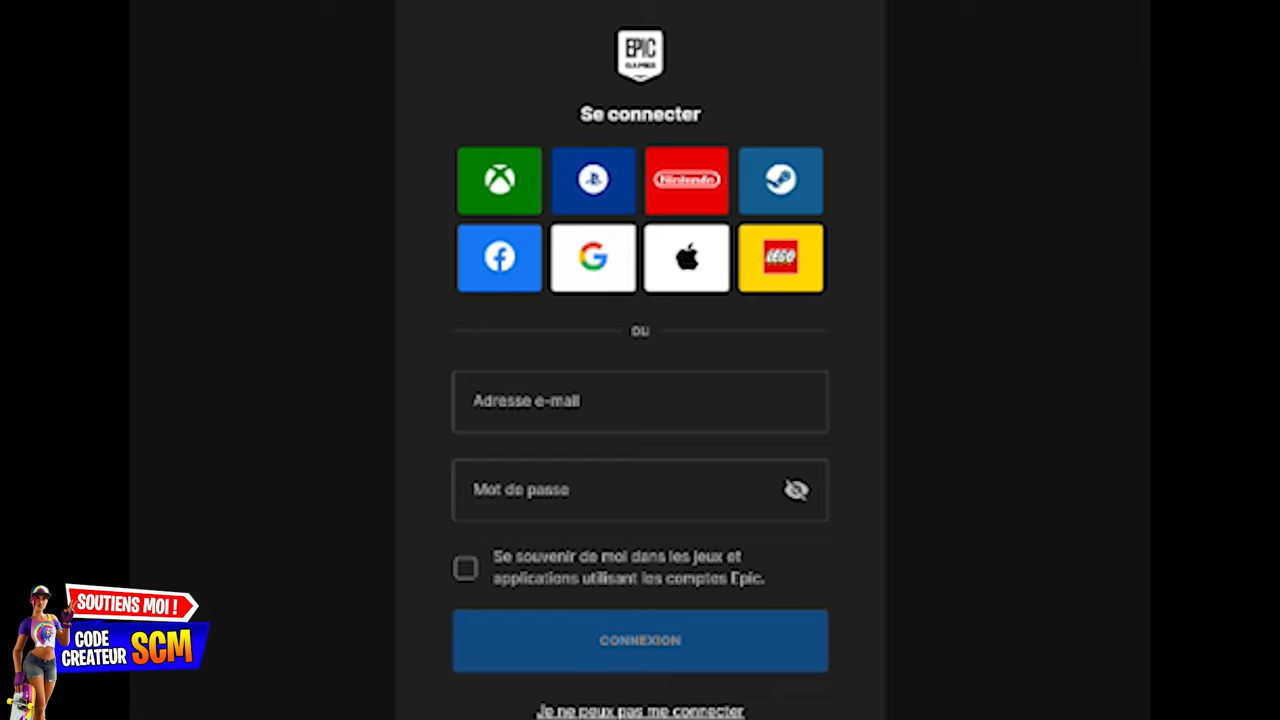 EPIC
GAMES
Se connecter
Nintendo
LEGO
OU
Adresse e-mail
Mot de passe
Se souvenir de moi dans les jeux et
applications utilisant les comptes Epic.
CONNEXION
Je ne peux pas me connecter
SOUTIENS MOI !
CODE
CREATEUR SCM